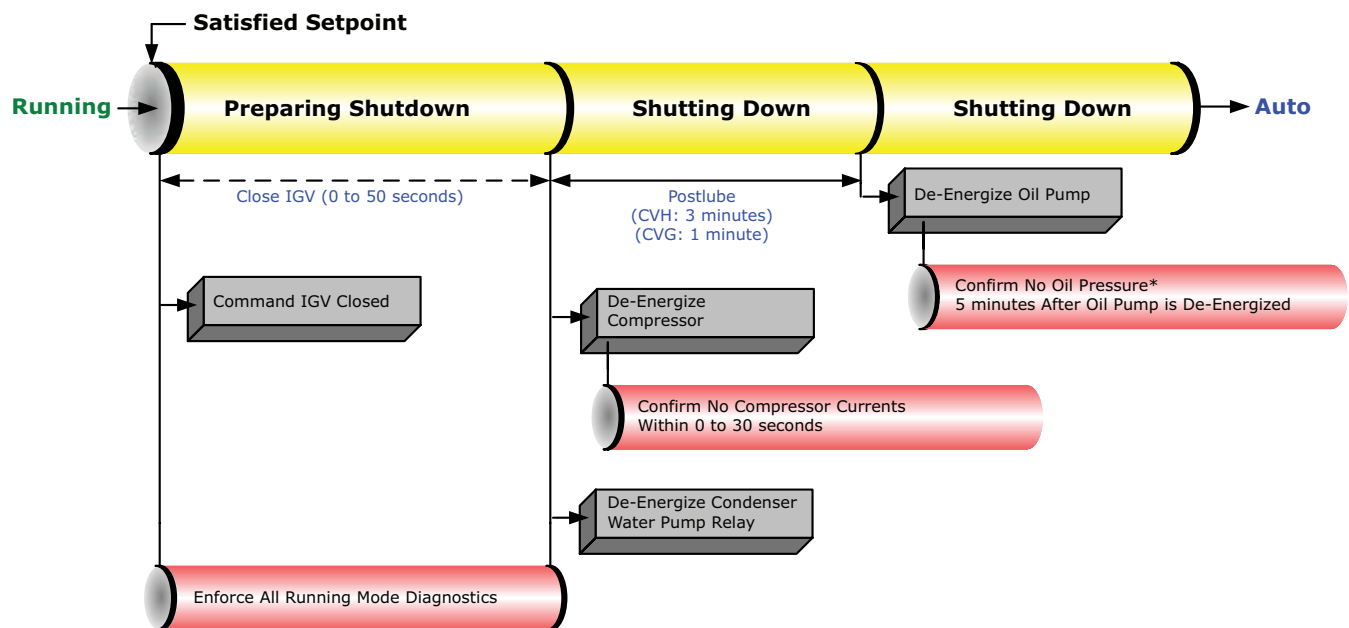 Satisfied Setpoint
Running
Preparing Shutdown
Shutting Down
Shutting Down
Auto
Close IGV (0 to 50 seconds)
Postlube
(CVH: 3 minutes)
(CVG: 1 minute)
De-Energize Oil Pump
Confirm No Oil Pressure*
5 minutes After Oil Pump is De-Energized
Command IGV Closed
De-Energize
Compressor
Confirm No Compressor Currents
Within 0 to 30 seconds
De-Energize Condenser
Water Pump Relay
Enforce All Running Mode Diagnostics